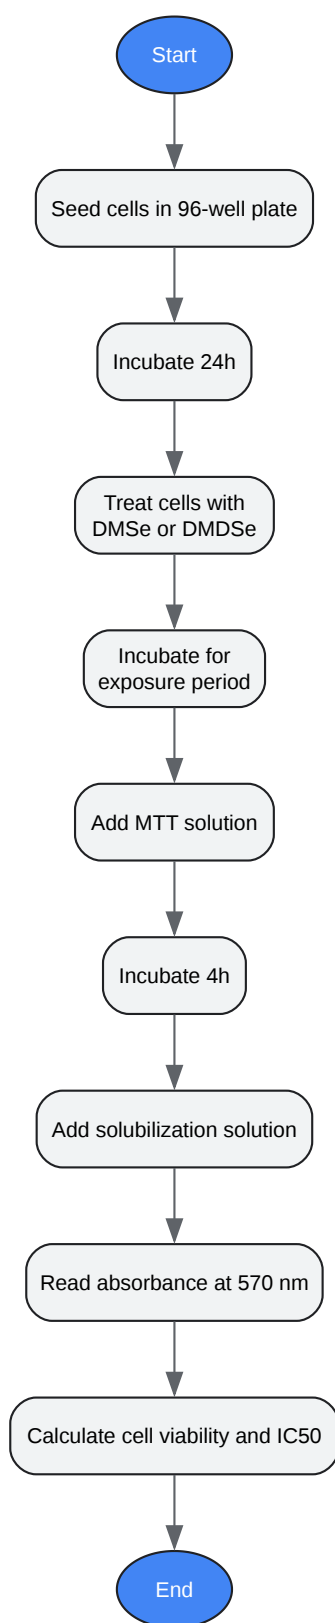 Start
Seed cells in 96-well plate
Incubate 24h
Treat cells with
DMSe or DMDSe
Incubate for
exposure period
Add MTT solution
Incubate 4h
Add solubilization solution
Read absorbance at 570 nm
Calculate cell viability and IC50
End